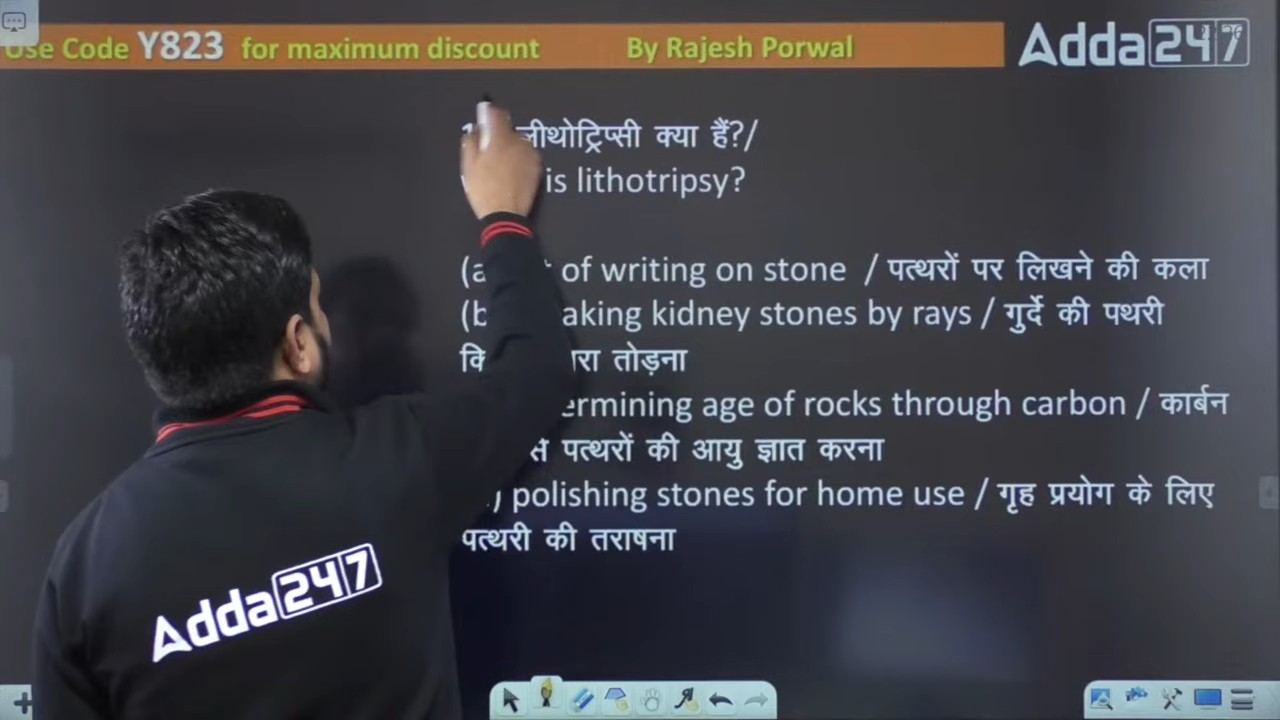 Use Code Y823 for maximum discount By Rajesh Porwal Adda247
लीथोट्रिप्सी क्या हैं?/
is lithotripsy?
of writing on stone / पत्थरों पर लिखने की कला
kidney stones by rays / गुर्दे की पथरी
तोड़ना
age of rocks through carbon / कार्बन
से पत्थरों की आयु ज्ञात करना
polishing stones for home use / गृह प्रयोग के लिए
पत्थरी की तराषना
Adda247